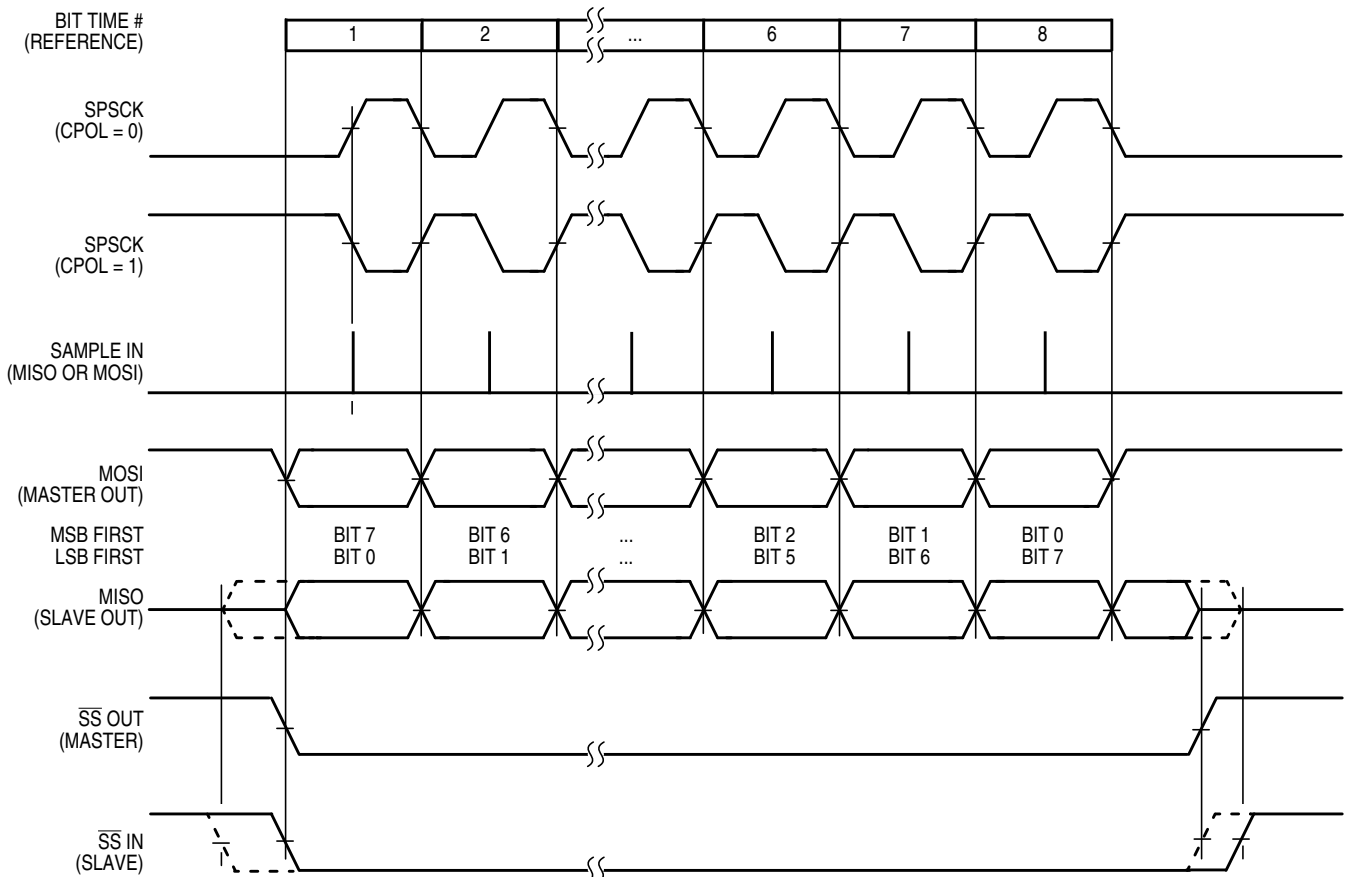 BIT TIME #
(REFERENCE)
1 2 ... 6 7 8
SPSCK
(CPOL = 0)
SPSCK
(CPOL = 1)
SAMPLE IN
(MISO OR MOSI)
MOSI
(MASTER OUT)
MSB FIRST BIT 7 BIT 6 ... BIT 2 BIT 1 BIT 0
LSB FIRST BIT 0 BIT 1 ... BIT 5 BIT 6 BIT 7
MISO
(SLAVE OUT)
S̅S̅ OUT
(MASTER)
S̅S̅ IN
(SLAVE)